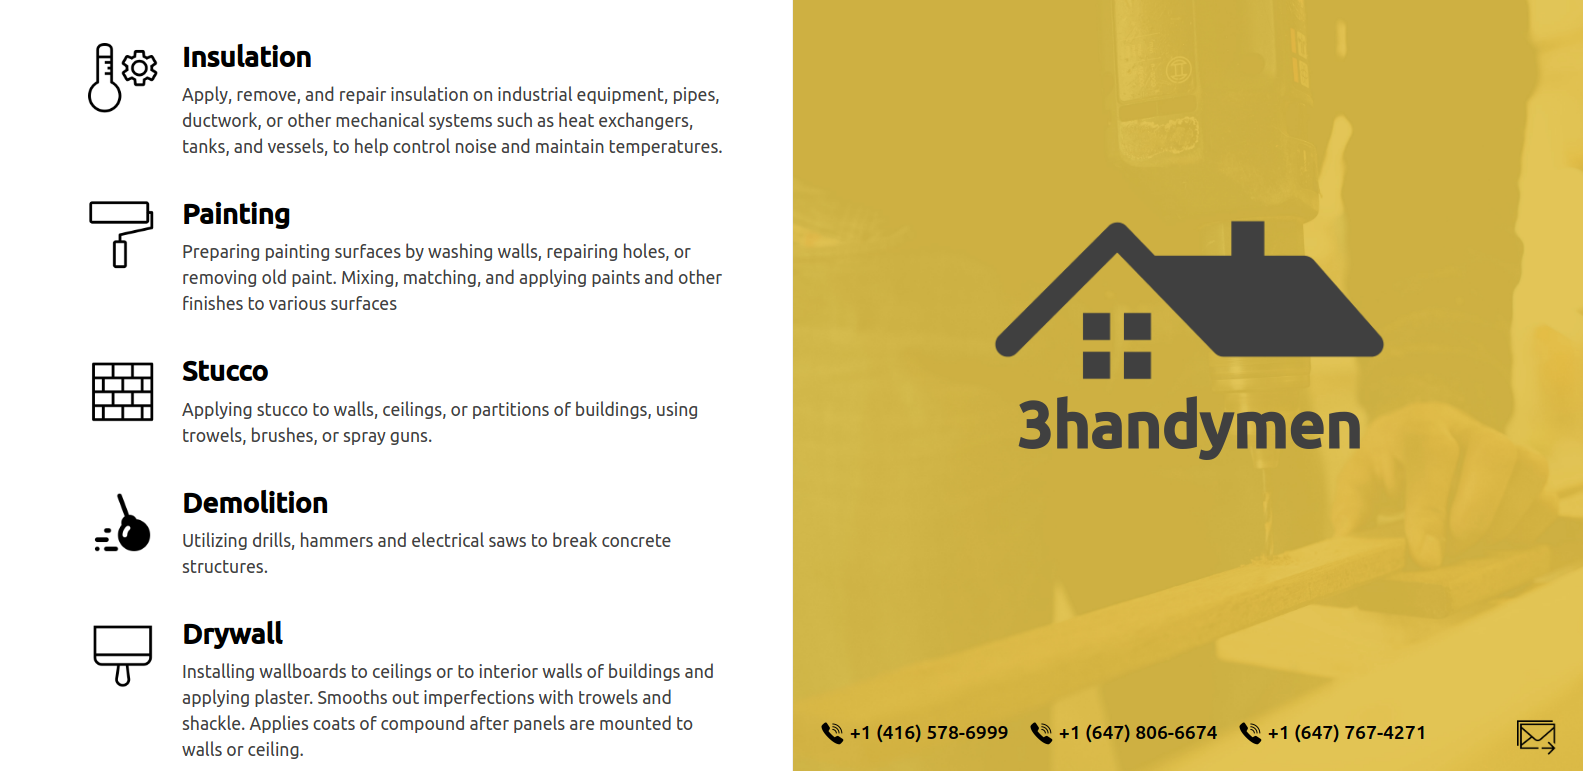 Insulation
Apply, remove, and repair insulation on industrial equipment, pipes,
ductwork, or other mechanical systems such as heat exchangers,
tanks, and vessels, to help control noise and maintain temperatures.
Painting
Preparing painting surfaces by washing walls, repairing holes, or
removing old paint. Mixing, matching, and applying paints and other
finishes to various surfaces
Stucco
Applying stucco to walls, ceilings, or partitions of buildings, using
trowels, brushes, or spray guns.
Demolition
Utilizing drills, hammers and electrical saws to break concrete
structures.
Drywall
Installing wallboards to ceilings or to interior walls of buildings and
applying plaster. Smooths out imperfections with trowels and
shackle. Applies coats of compound after panels are mounted to
walls or ceiling.
3handymen
+1 (416) 578-6999 +1 (647) 806-6674 +1 (647) 767-4271